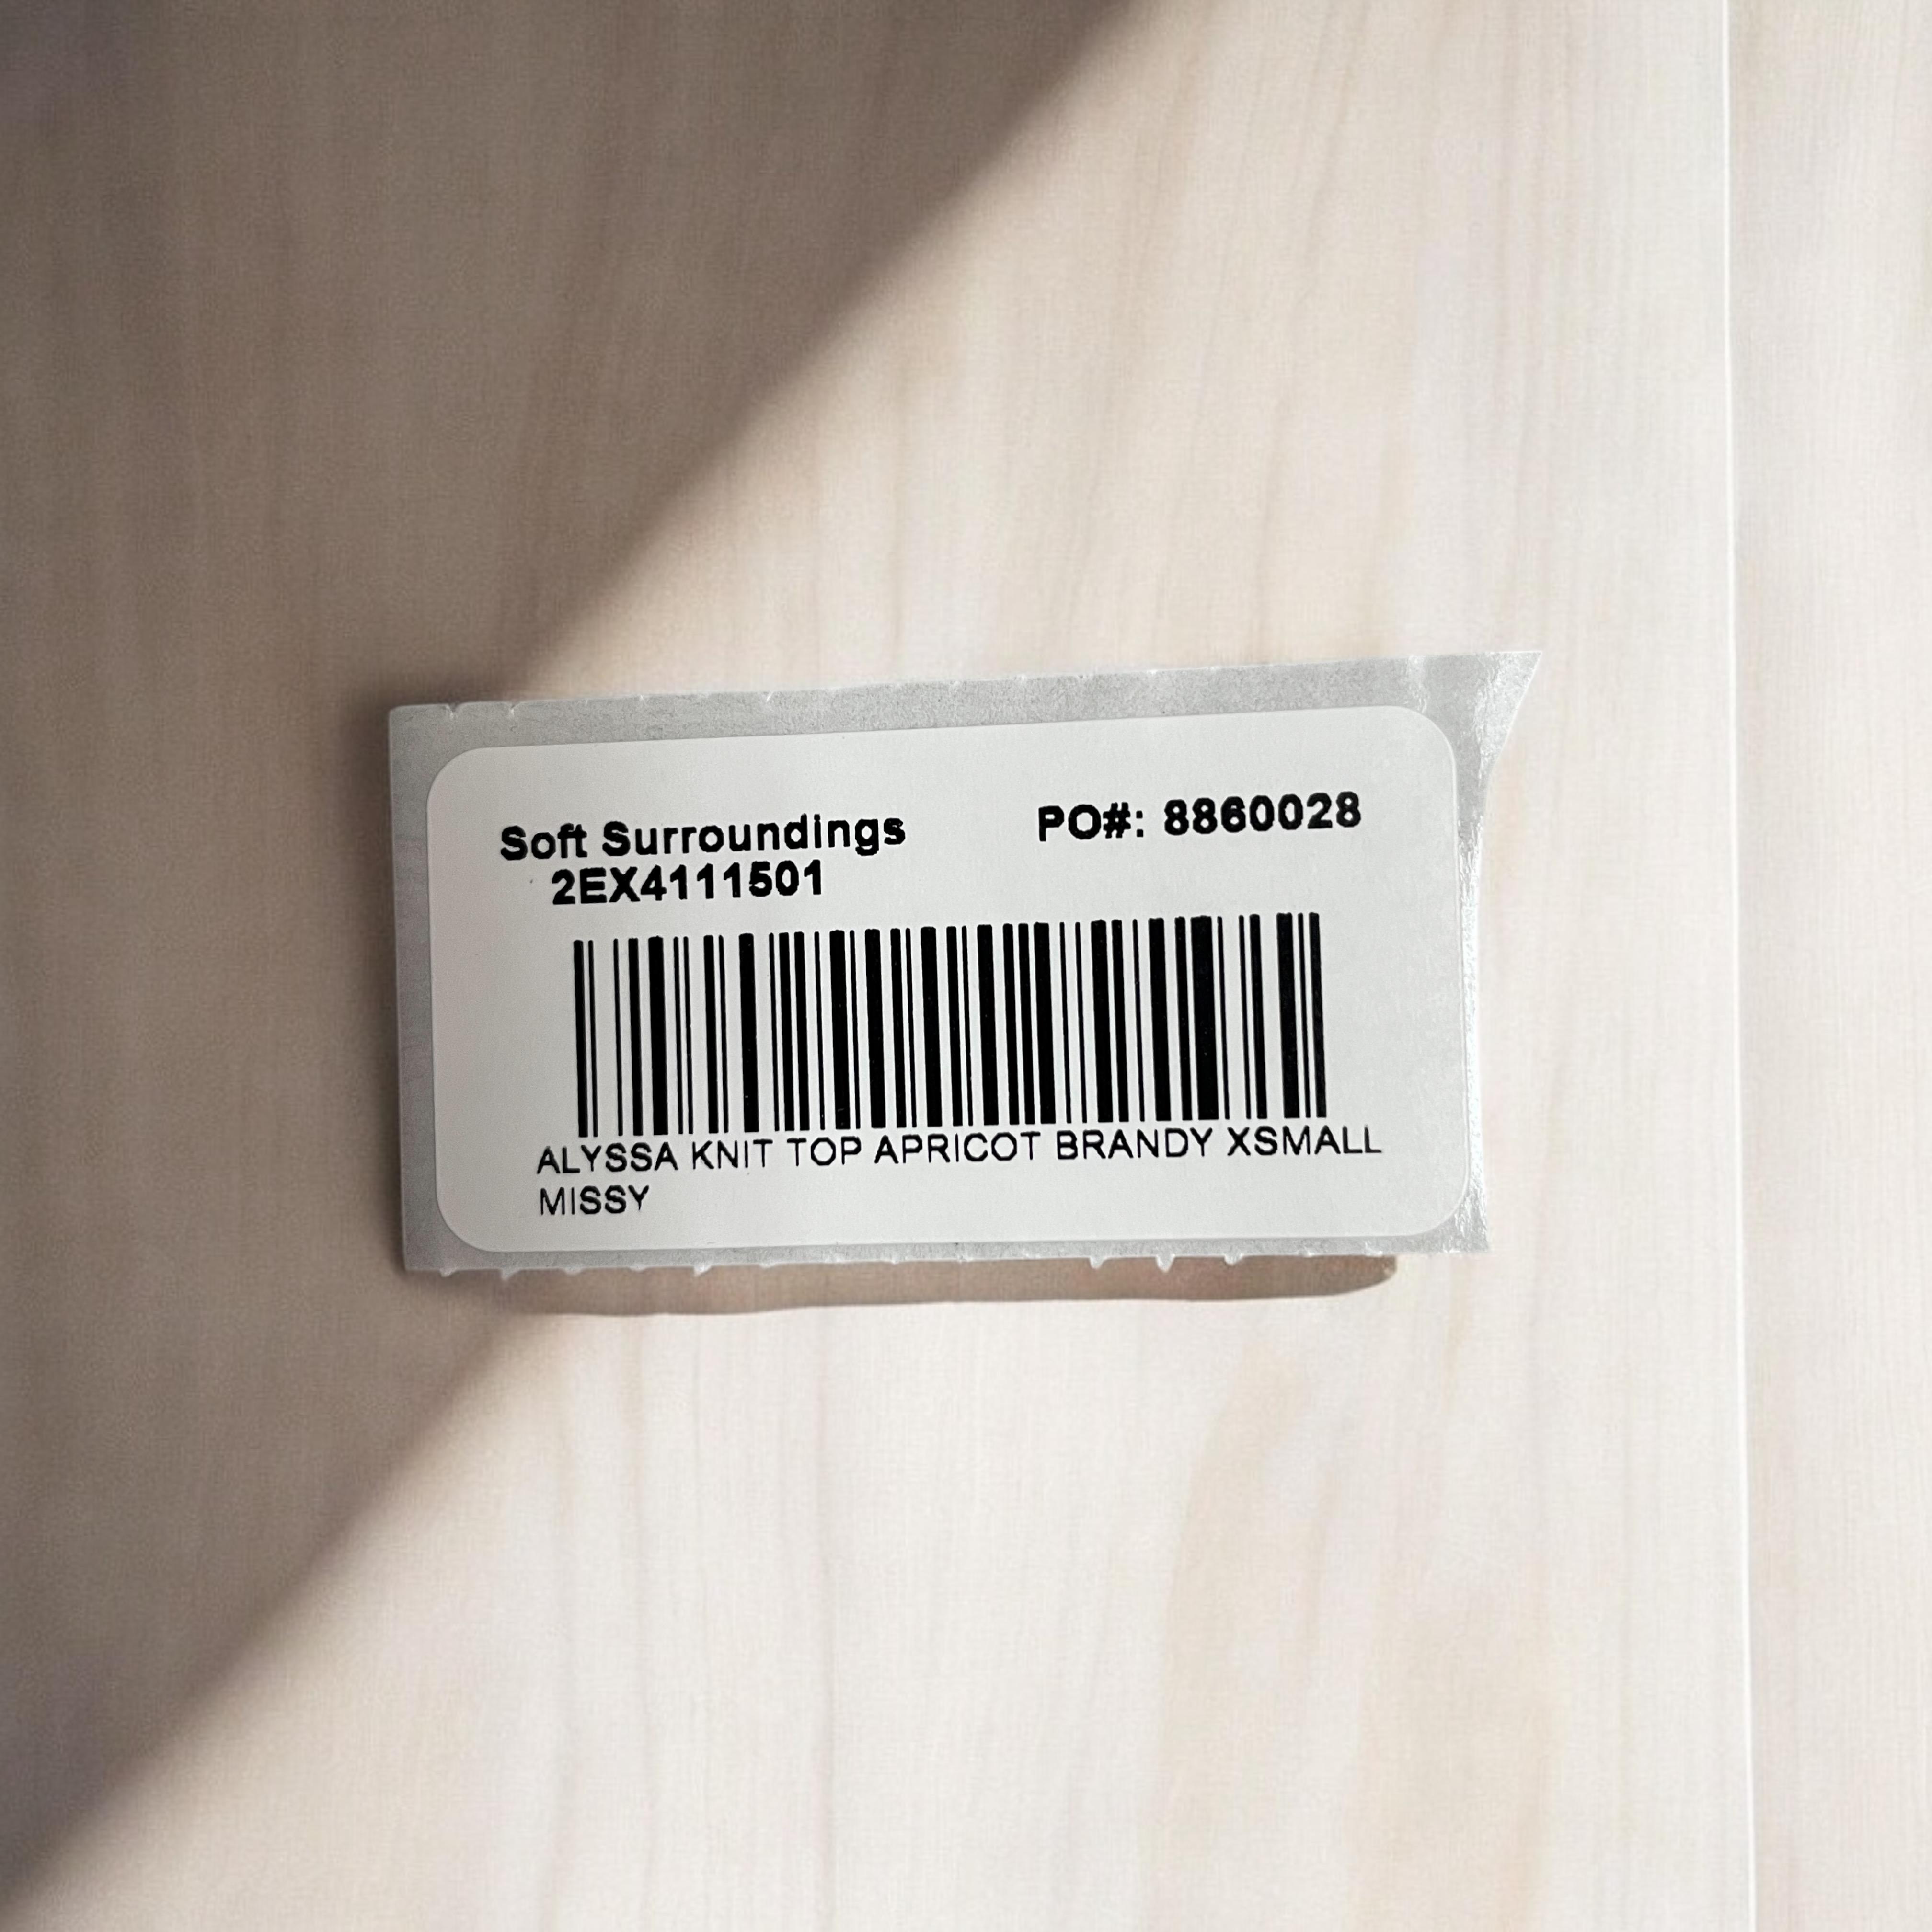 Soft Surroundings PO#: 8860028
2EX4111501
ALYSSA KNIT TOP APRICOT BRANDY XSMALL
MISSY